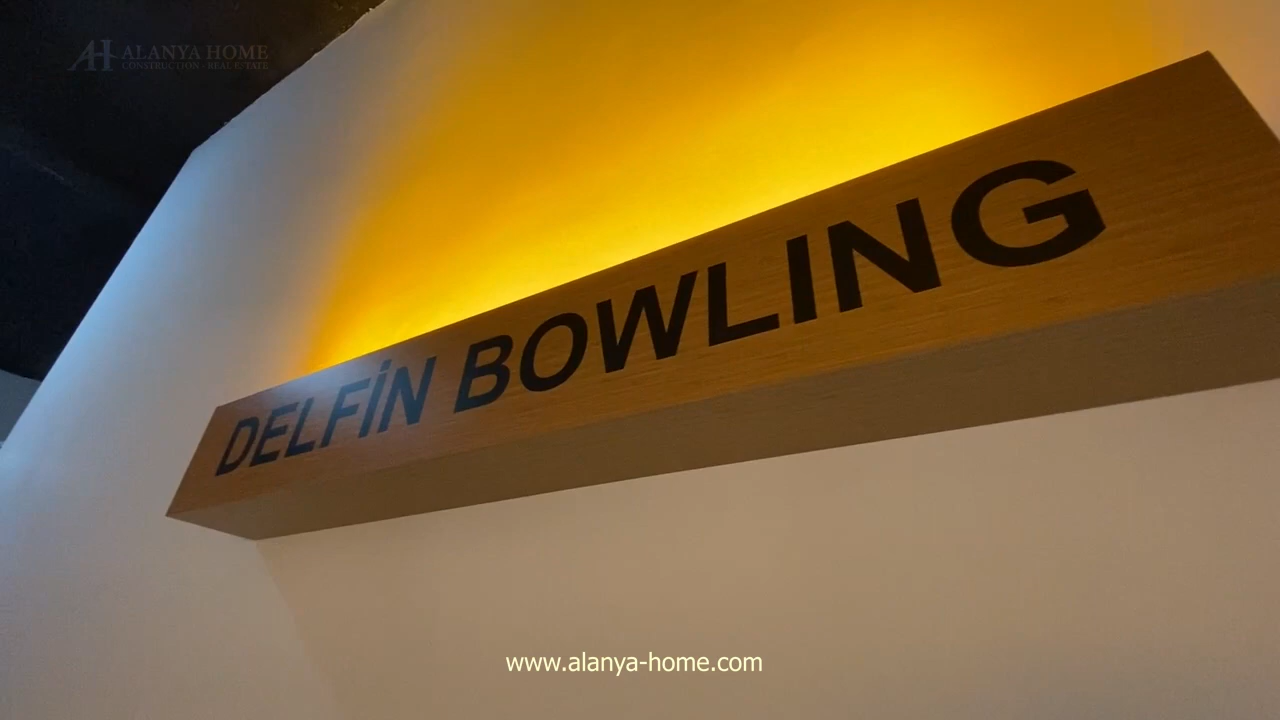 ALANYA HOME
CONSTRUCTION - REAL ESTATE
DELFİN BOWLING
www.alanya-home.com